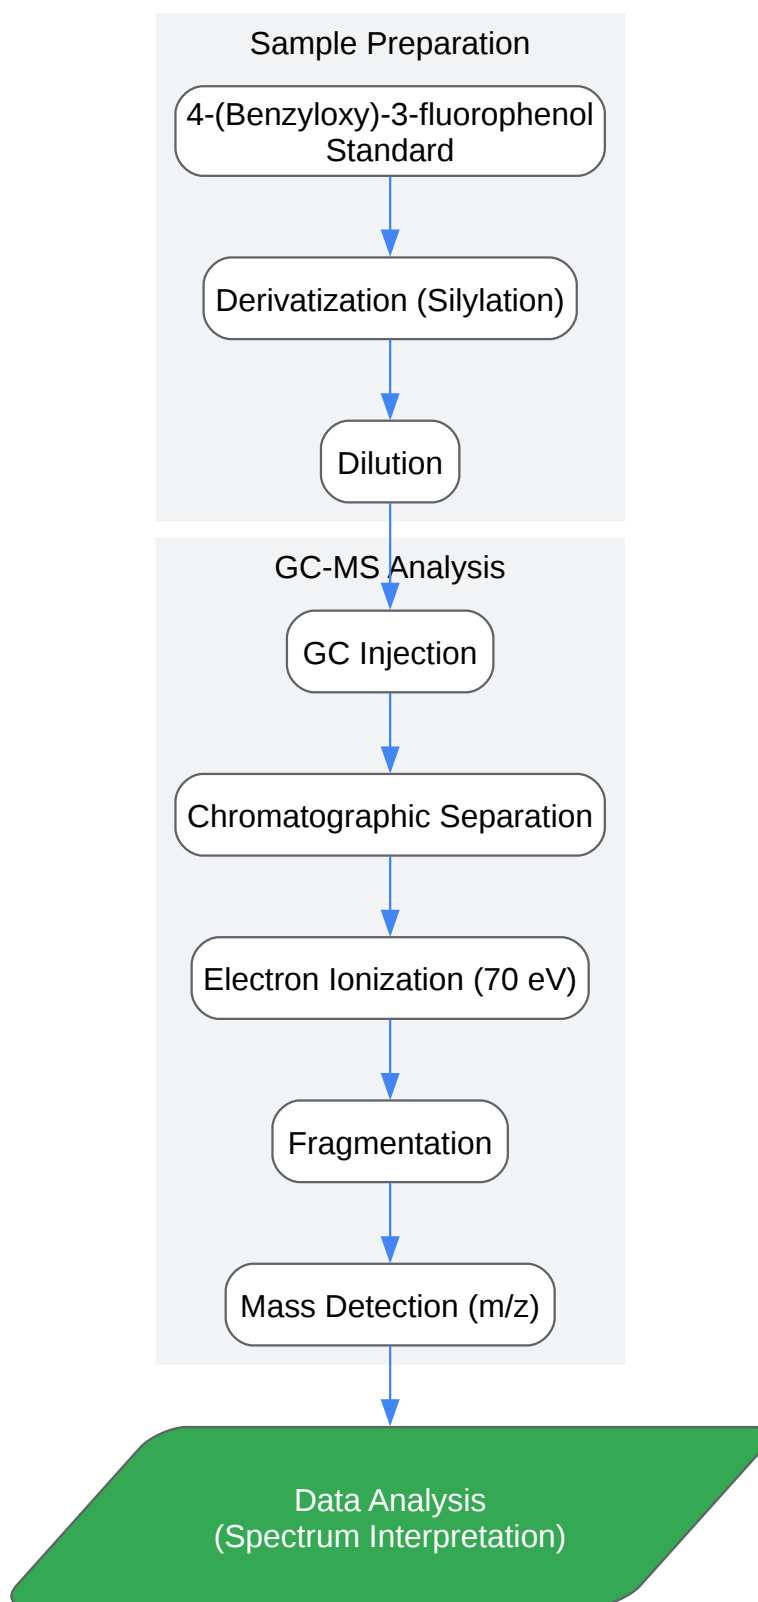 Sample Preparation
4-(Benzyloxy)-3-fluorophenol
Standard
Derivatization (Silylation)
Dilution
GC-MS Analysis
GC Injection
Chromatographic Separation
Electron Ionization (70 eV)
Fragmentation
Mass Detection (m/z)
Data Analysis
(Spectrum Interpretation)